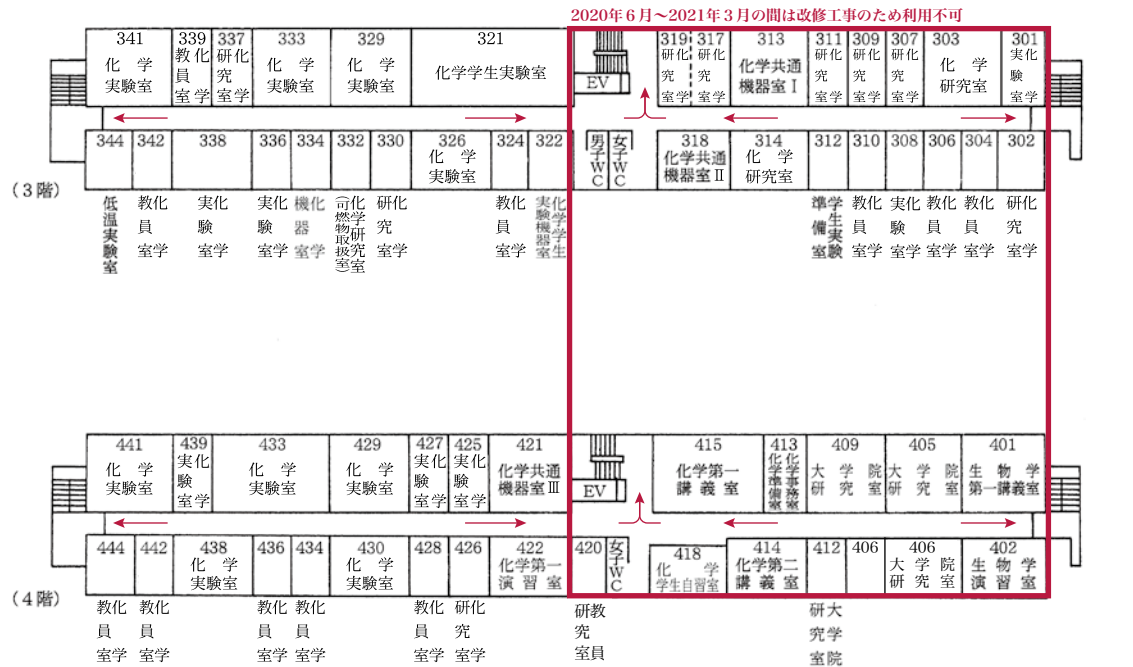 2020年６月～2021年３月の間は改修工事のため利用不可
341
化学
実験室
339
化学
教員室
337
化学
研究室
333
化学
実験室
329
化学
実験室
321
化学学生実験室
EV
319
化学
研究室
317
化学
研究室
313
化学共通
機器室Ⅰ
311
化学
研究室
309
化学
研究室
307
化学
研究室
303
化学
研究室
301
化学
実験室
(３階)
344
342
338
336
334
332
330
326
化学
実験室
324
322
男子WC
女子WC
318
化学共通
機器室Ⅱ
314
化学
研究室
312
310
308
306
304
302
低温実験室
化学
教員室
化学
実験室
化学
実験室
化学
機器室
化学研究室
(可燃物取扱室)
化学
研究室
化学
教員室
化学学生
実験機器室
学生実験
準備室
化学
教員室
化学
実験室
化学
教員室
化学
教員室
化学
研究室
441
化学
実験室
439
化学
実験室
433
化学
実験室
429
化学
実験室
427
化学
実験室
425
化学
実験室
421
化学共通
機器室Ⅲ
EV
415
化学第一
講義室
413
化学事務室
化学準備室
409
大学院
研究室
405
大学院
研究室
401
生物学
第一講義室
(４階)
444
442
438
化学
実験室
436
434
430
化学
実験室
428
426
422
化学第一
演習室
420
女子WC
418
化学
学生自習室
414
化学第二
講義室
412
406
406
大学院
研究室
402
生物学
演習室
化学
教員室
化学
教員室
化学
教員室
化学
教員室
化学
教員室
化学
研究室
教員
研究室
大学院
研究室